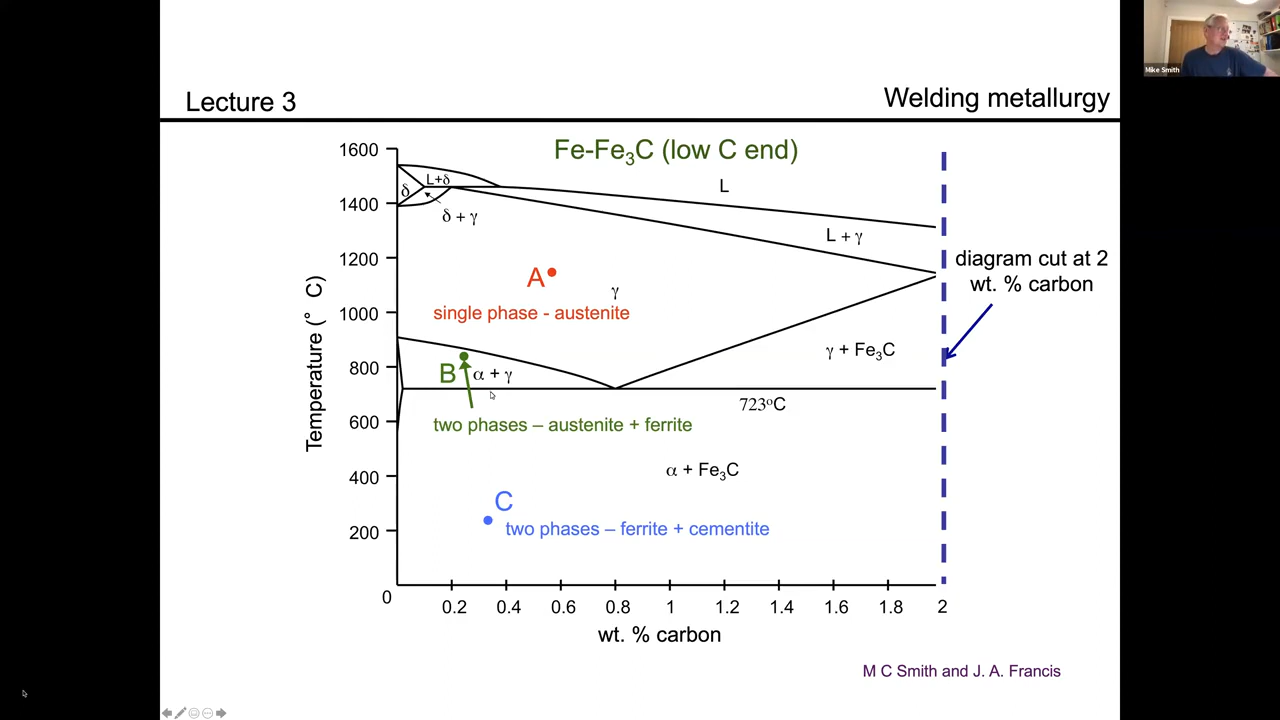 Mike Smith
Lecture 3
Welding metallurgy
Fe-Fe₃C (low C end)
1600
1400
1200
1000
800
600
400
200
0
Temperature (° C)
L+δ
δ
δ + γ
L
L + γ
A
γ
single phase - austenite
diagram cut at 2
wt. % carbon
γ + Fe₃C
B
α + γ
723ºC
two phases – austenite + ferrite
α + Fe₃C
C
two phases – ferrite + cementite
0.2 0.4 0.6 0.8 1 1.2 1.4 1.6 1.8 2
wt. % carbon
M C Smith and J. A. Francis